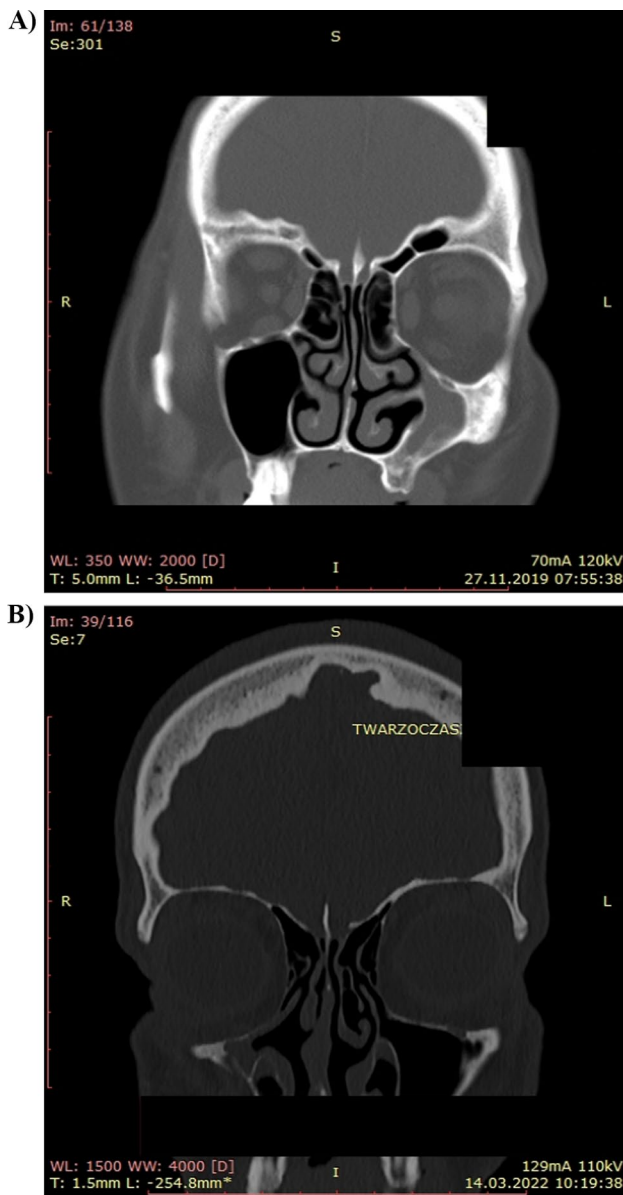 A)
Im: 61/138
Se:301
S
R
L
WL: 350 WW: 2000 [D]
T: 5.0mm L: -36.5mm
I
70mA 120kV
27.11.2019 07:55:38
B)
Im: 39/116
Se:7
S
TWARZOCZAS
R
L
WL: 1500 WW: 4000 [D]
T: 1.5mm L: -254.8mm*
I
129mA 110kV
14.03.2022 10:19:38